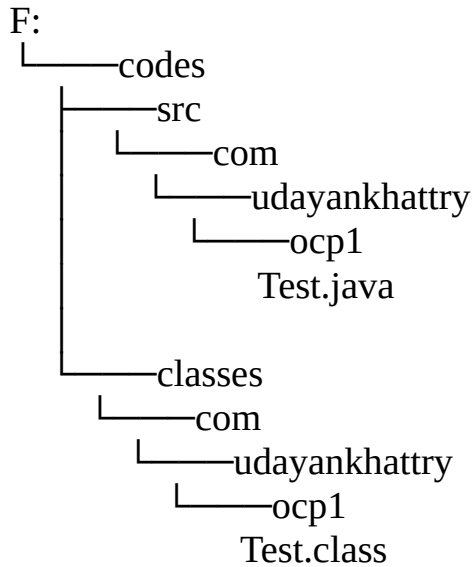 F:
codes
src
com
udayankhattry
ocp1
Test.java
classes
com
udayankhattry
ocp1
Test.class